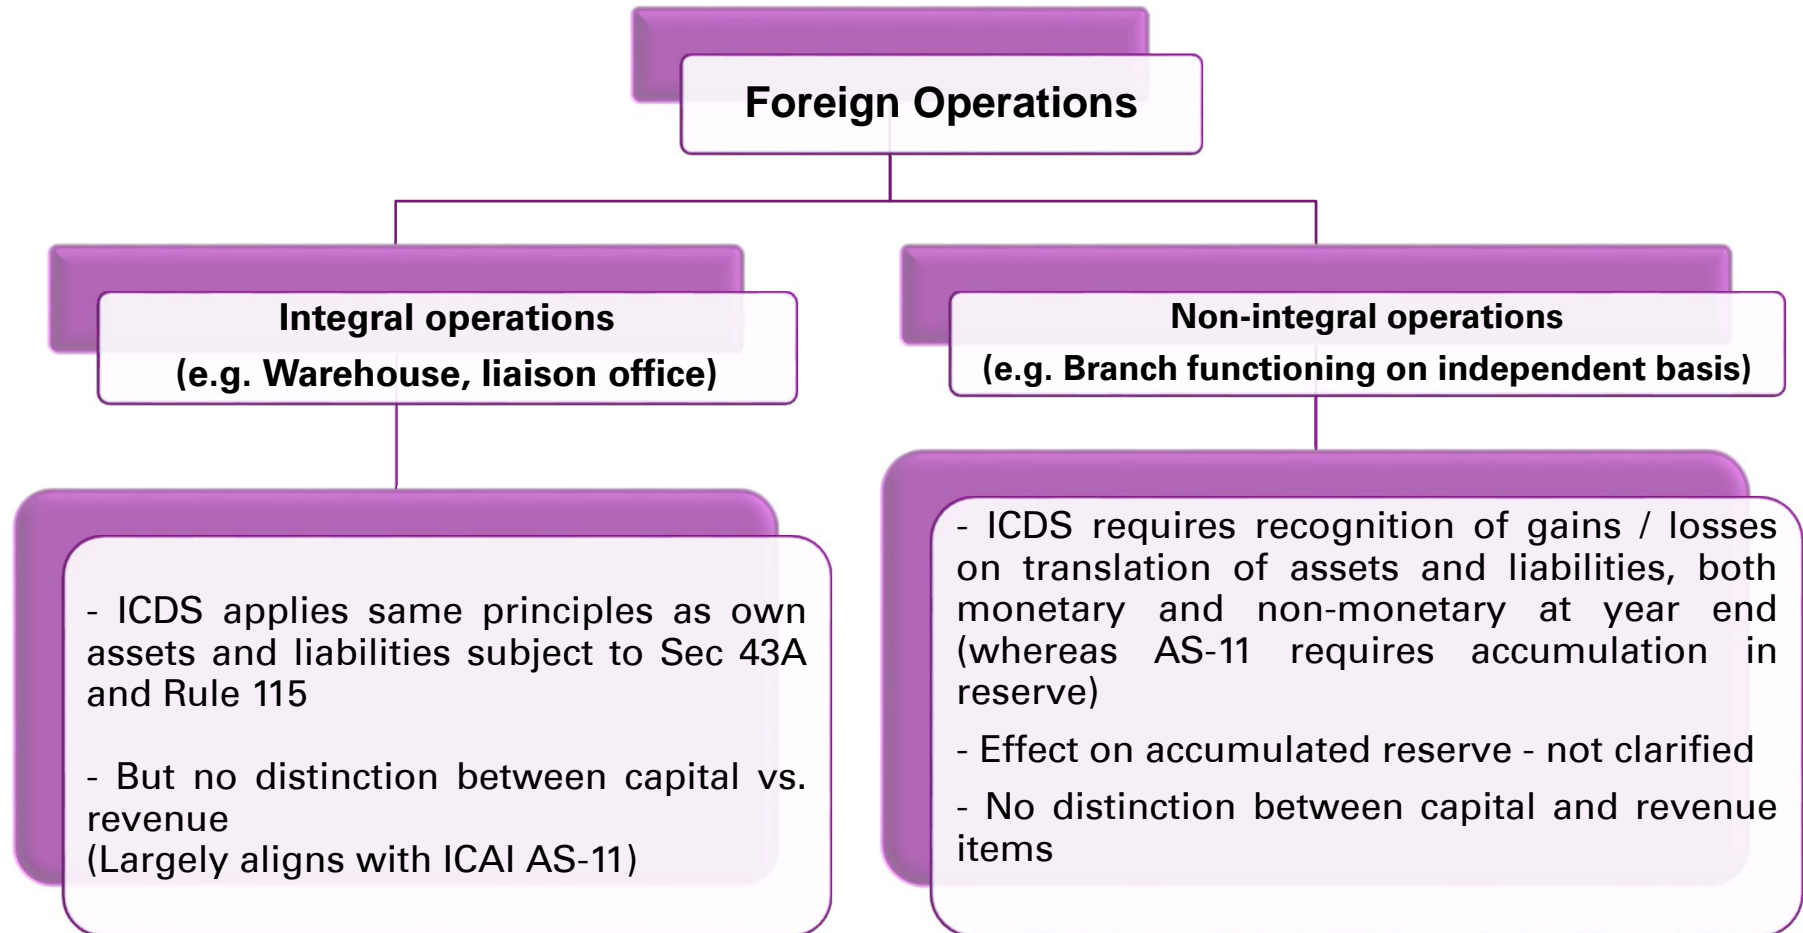 Foreign Operations
Integral operations
(e.g. Warehouse, liaison office)
Non-integral operations
(e.g. Branch functioning on independent basis)
- ICDS applies same principles as own
assets and liabilities subject to Sec 43A
and Rule 115
- But no distinction between capital vs.
revenue
(Largely aligns with ICAI AS-11)
- ICDS requires recognition of gains / losses
on translation of assets and liabilities, both
monetary and non-monetary at year end
(whereas AS-11 requires accumulation in
reserve)
- Effect on accumulated reserve - not clarified
- No distinction between capital and revenue
items